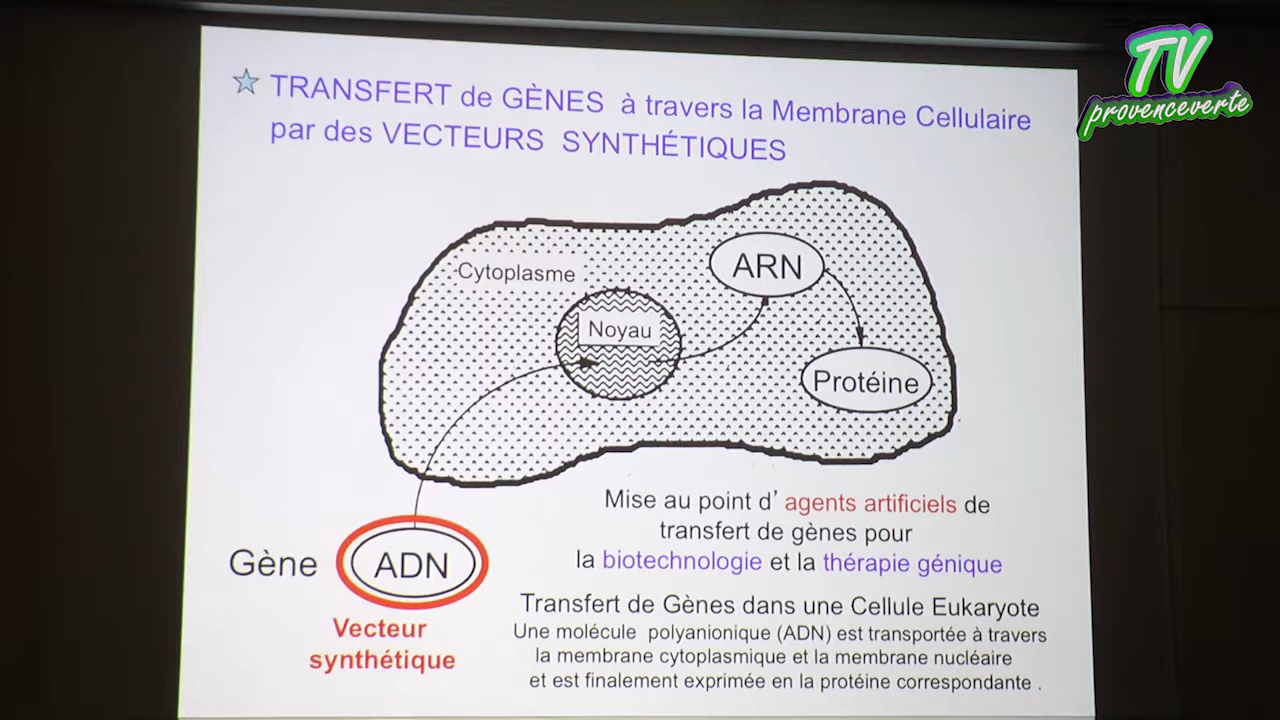 TV
provenceverte
TRANSFERT de GÈNES à travers la Membrane Cellulaire
par des VECTEURS SYNTHÉTIQUES
Cytoplasme
ARN
Noyau
Protéine
Mise au point d' agents artificiels de
transfert de gènes pour
la biotechnologie et la thérapie génique
Gène
ADN
Vecteur
synthétique
Transfert de Gènes dans une Cellule Eukaryote
Une molécule polyanionique (ADN) est transportée à travers
la membrane cytoplasmique et la membrane nucléaire
et est finalement exprimée en la protéine correspondante .